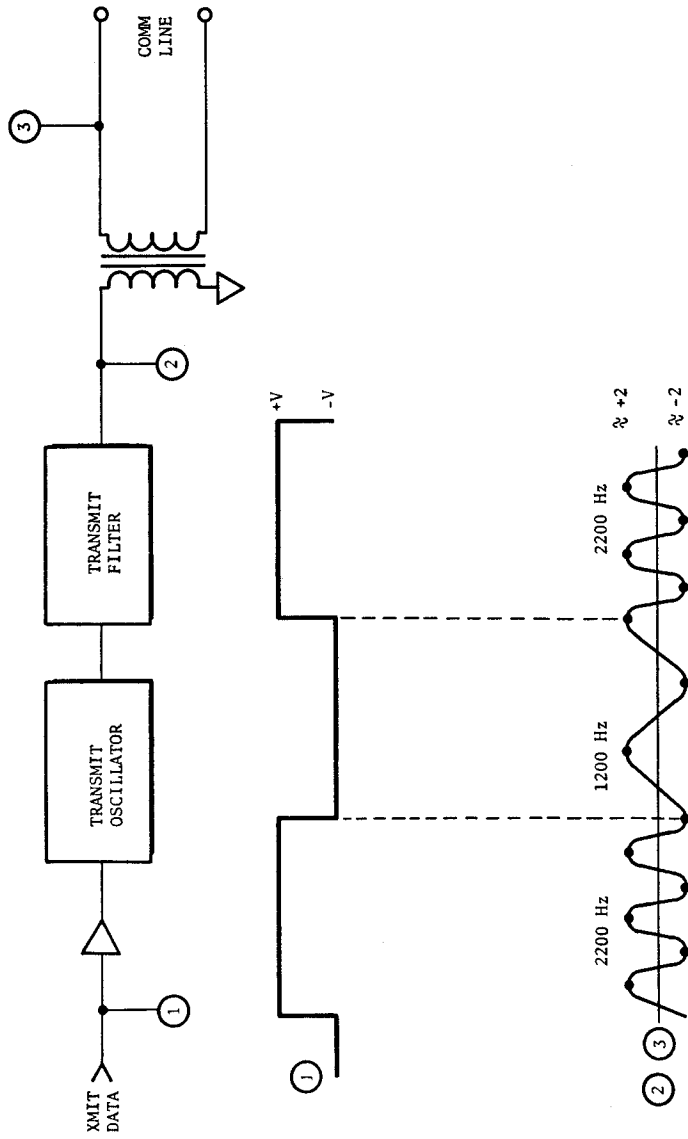 XMIT
DATA
1
TRANSMIT
OSCILLATOR
TRANSMIT
FILTER
2
3
COMM
LINE
1
+V
-V
2 3
2200 Hz
1200 Hz
2200 Hz
≈ +2
≈ -2